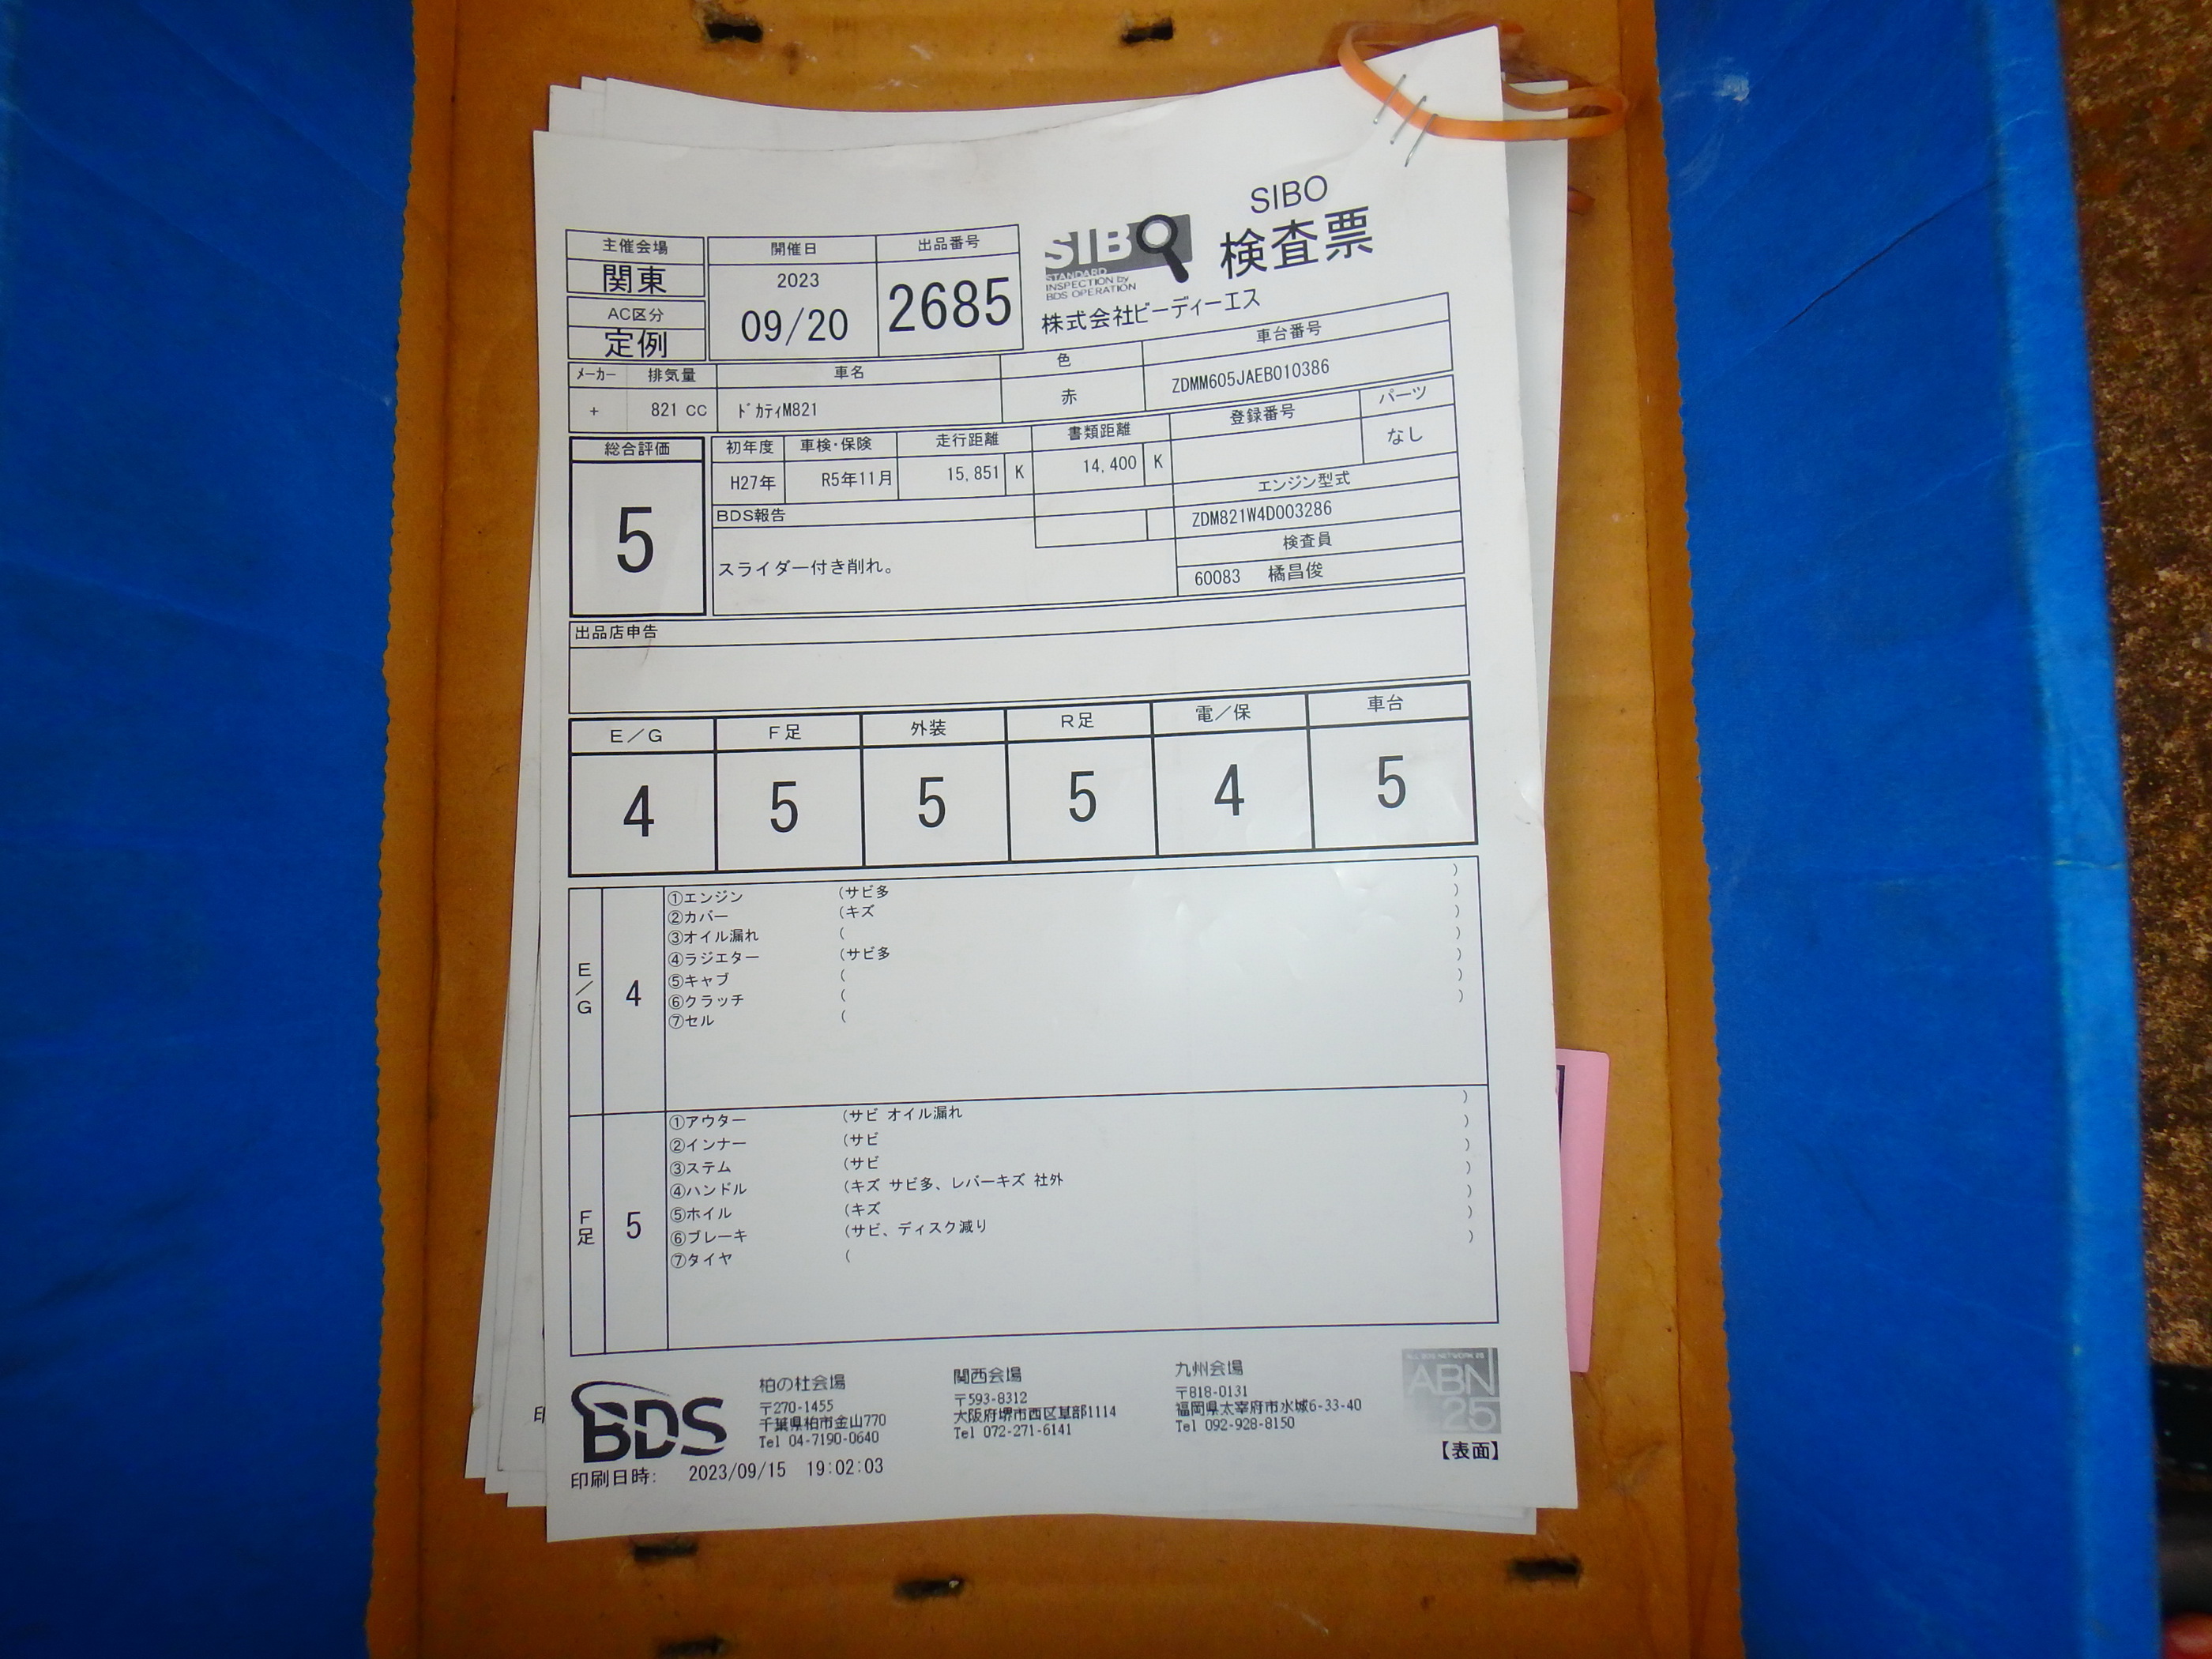 SIBO
検査票
SIBO
STANDARD
INSPECTION by
BDS OPERATION
株式会社ビーディーエス
主催会場
関東
AC区分
定例
開催日
2023
09/20
出品番号
2685
メーカー 排気量 車名 色 車台番号
+ 821 CC ドカティM821 赤 ZDMM605JAEB010386
総合評価
5
初年度 車検・保険 走行距離 書類距離 登録番号 パーツ
H27年 R5年11月 15,851 K 14,400 K なし
エンジン型式
ZDM821W4D003286
検査員
60083 橘昌俊
BDS報告
スライダー付き削れ。
出品店申告
E/G F足 外装 R足 電/保 車台
4 5 5 5 4 5
E/G
4
①エンジン (サビ多 )
②カバー (キズ )
③オイル漏れ ( )
④ラジエター (サビ多 )
⑤キャブ ( )
⑥クラッチ ( )
⑦セル ( )
F足
5
①アウター (サビ オイル漏れ )
②インナー (サビ )
③ステム (サビ )
④ハンドル (キズ サビ多、レバーキズ 社外 )
⑤ホイル (キズ )
⑥ブレーキ (サビ、ディスク減り )
⑦タイヤ ( )
BDS
柏の杜会場
〒270-1455
千葉県柏市金山770
Tel 04-7190-0640
関西会場
〒593-8312
大阪府堺市西区草部1114
Tel 072-271-6141
九州会場
〒818-0131
福岡県太宰府市水城6-33-40
Tel 092-928-8150
ABN
25
【表面】
印刷日時: 2023/09/15 19:02:03
印